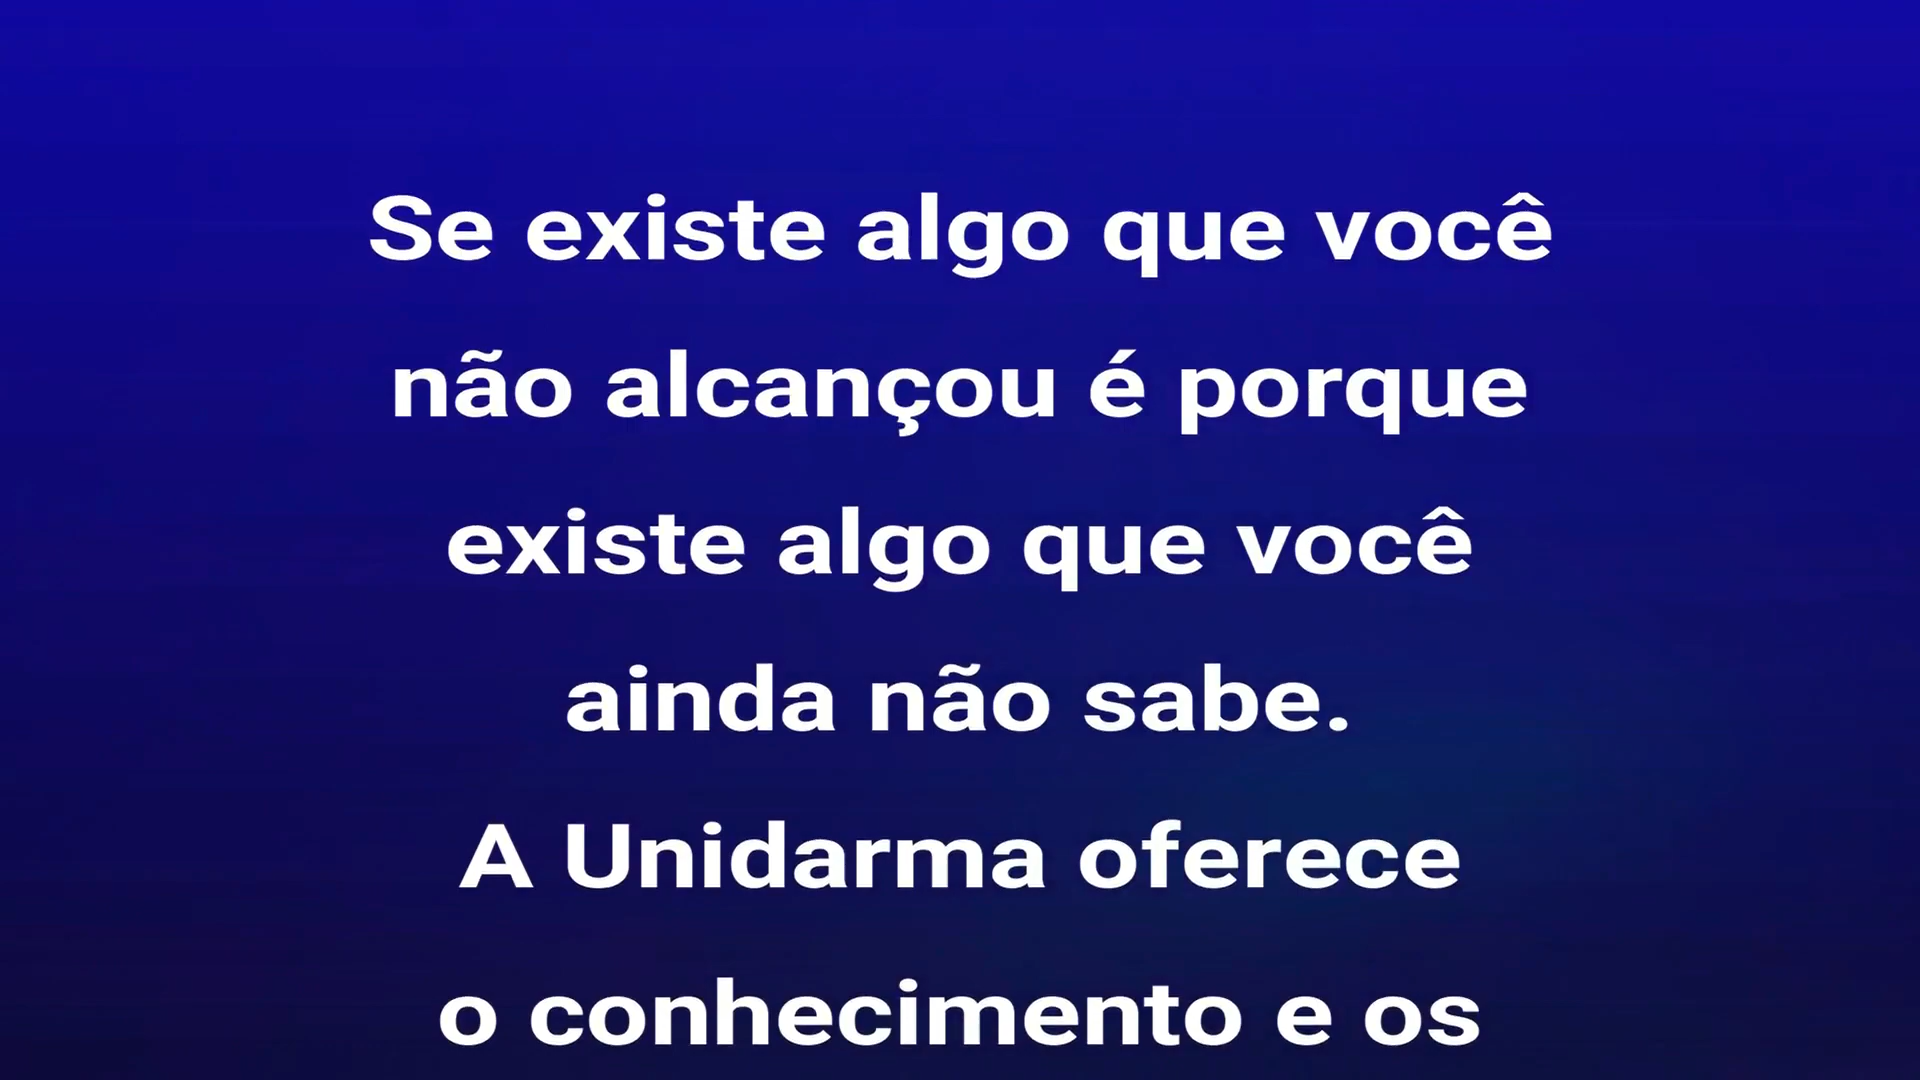 Se existe algo que você
não alcançou é porque
existe algo que você
ainda não sabe.
A Unidarma oferece
o conhecimento e os